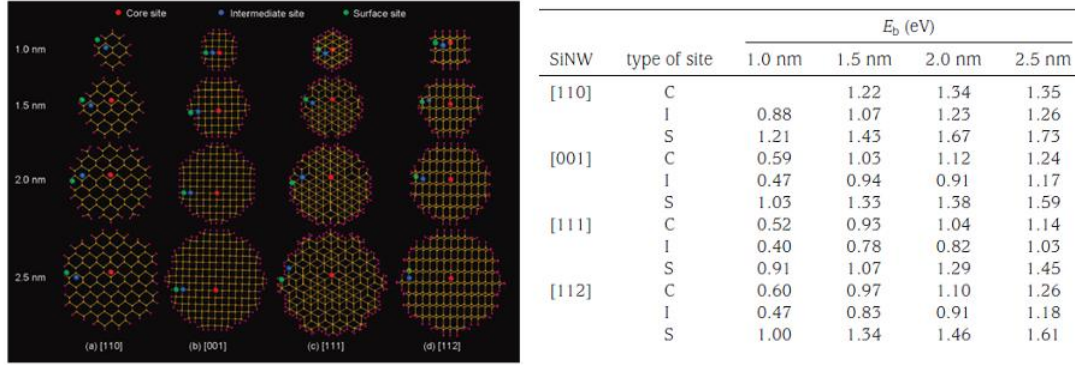 Core site Intermediate site Surface site
1.0 nm
1.5 nm
2.0 nm
2.5 nm
(a) [110] (b) [001] (c) [111] (d) [112]
E_b (eV)
SiNW type of site 1.0 nm 1.5 nm 2.0 nm 2.5 nm
[110] C 1.22 1.34 1.35
I 0.88 1.07 1.23 1.26
S 1.21 1.43 1.67 1.73
[001] C 0.59 1.03 1.12 1.24
I 0.47 0.94 0.91 1.17
S 1.03 1.33 1.38 1.59
[111] C 0.52 0.93 1.04 1.14
I 0.40 0.78 0.82 1.03
S 0.91 1.07 1.29 1.45
[112] C 0.60 0.97 1.10 1.26
I 0.47 0.83 0.91 1.18
S 1.00 1.34 1.46 1.61